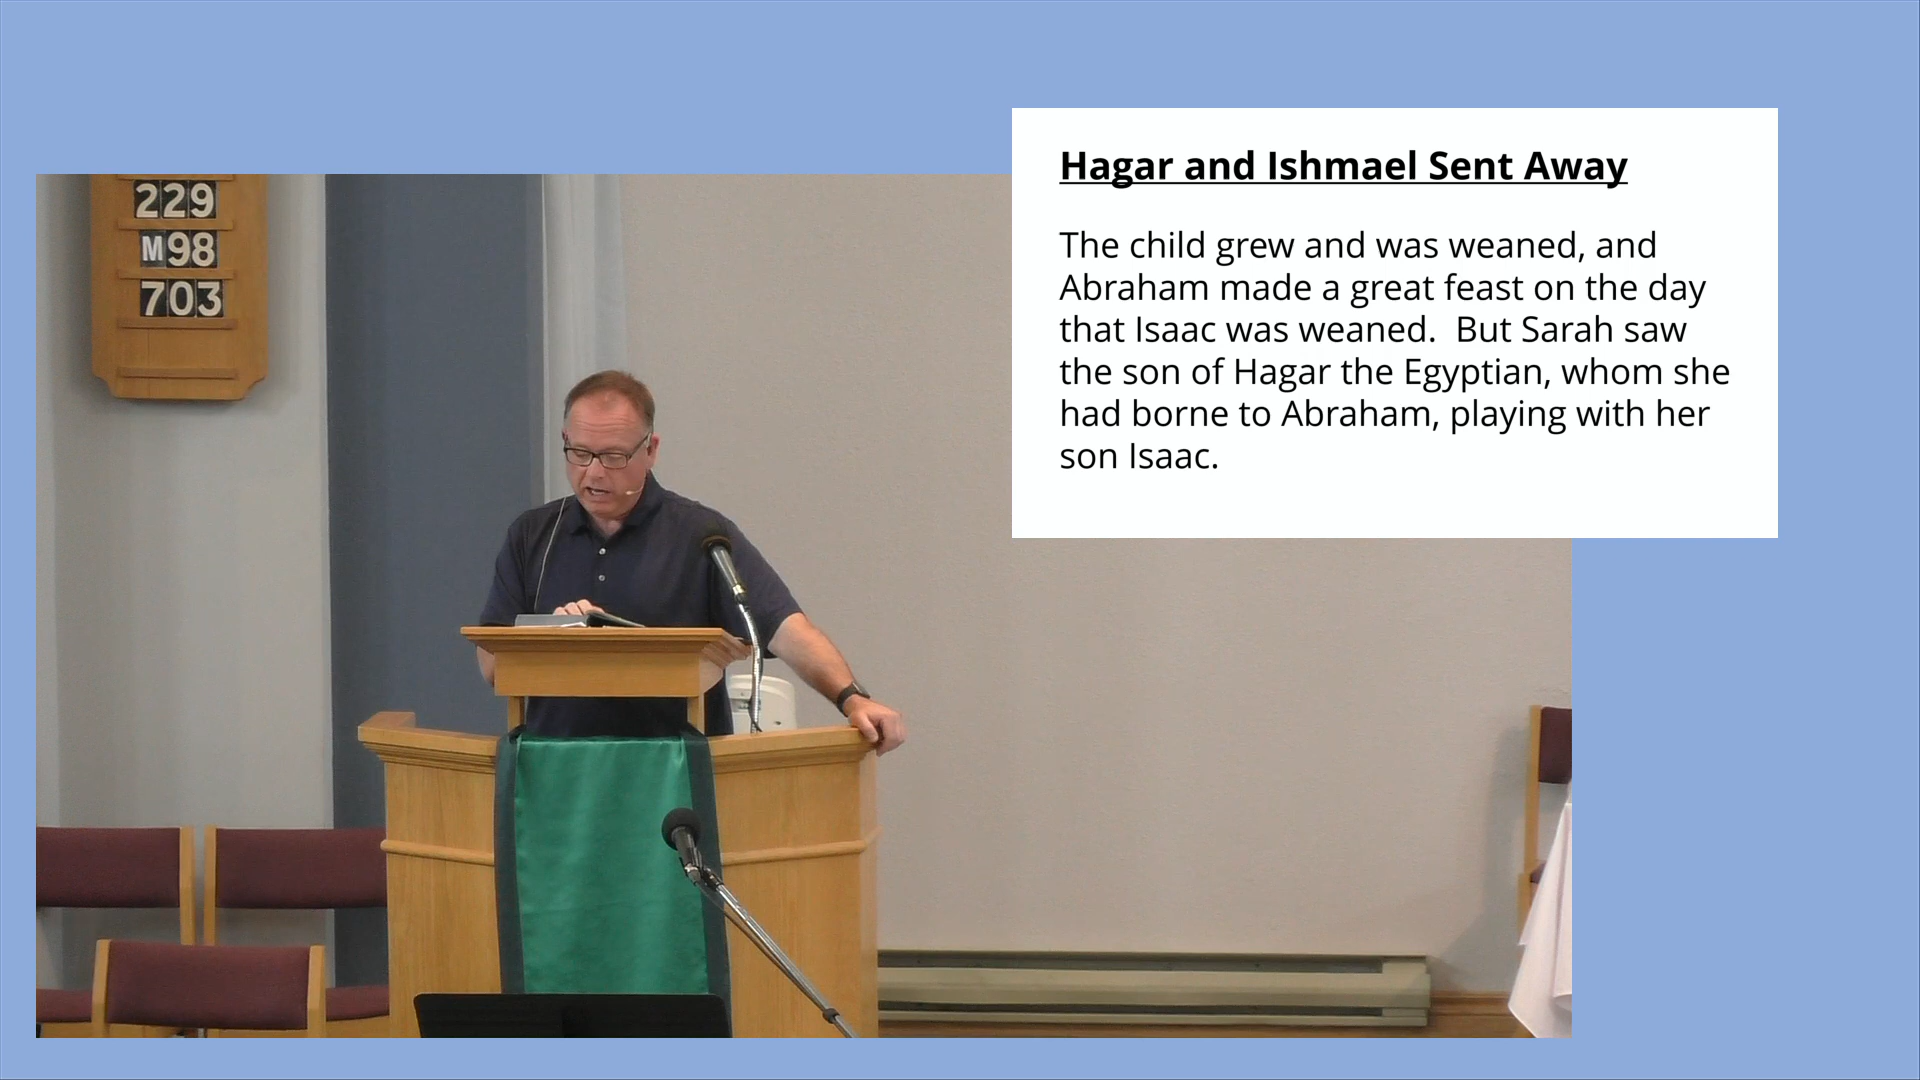 229
M98
703
Hagar and Ishmael Sent Away
The child grew and was weaned, and
Abraham made a great feast on the day
that Isaac was weaned.  But Sarah saw
the son of Hagar the Egyptian, whom she
had borne to Abraham, playing with her
son Isaac.